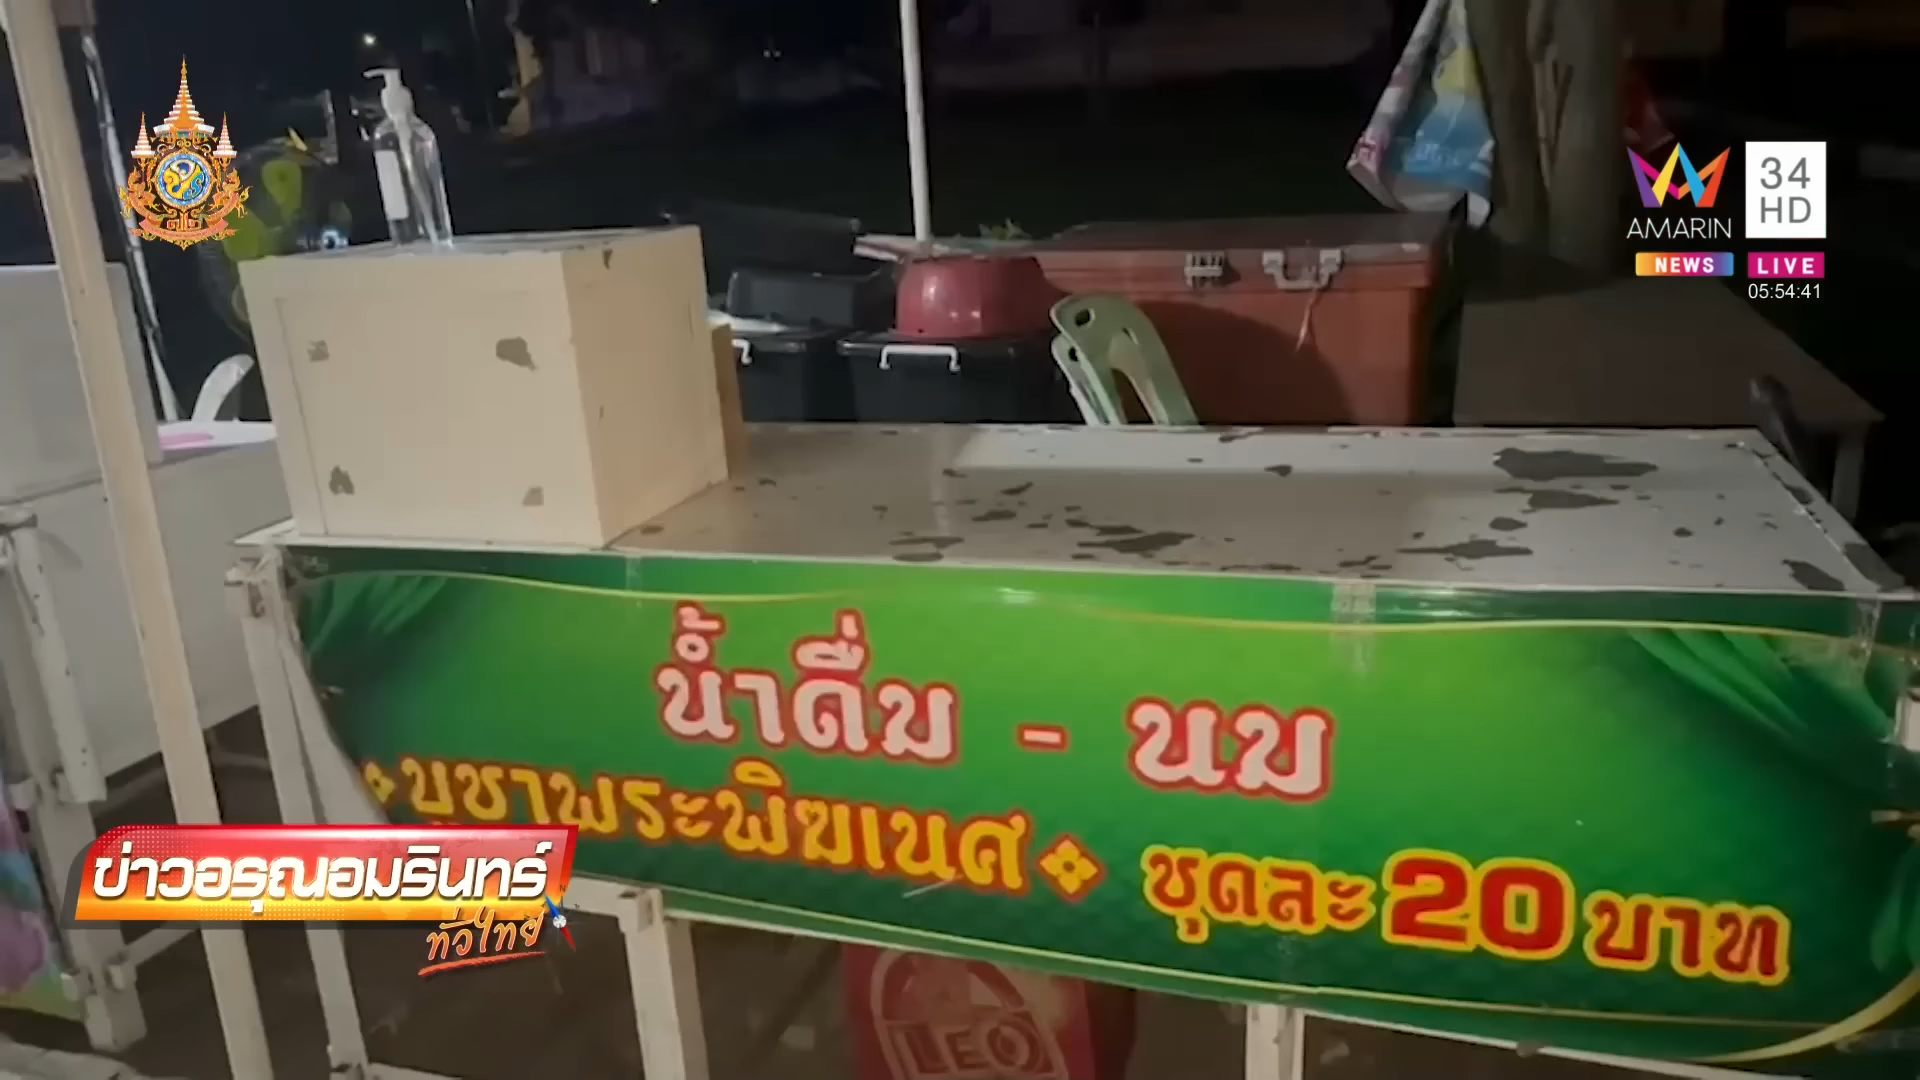 AMARIN
34
HD
NEWS
LIVE
05:54:41
น้ำดื่ม - นม
บูชาพระพิฆเนศ ชุดละ 20 บาท
ข่าวอรุณอมรินทร์
ทั่วไทย
LEO